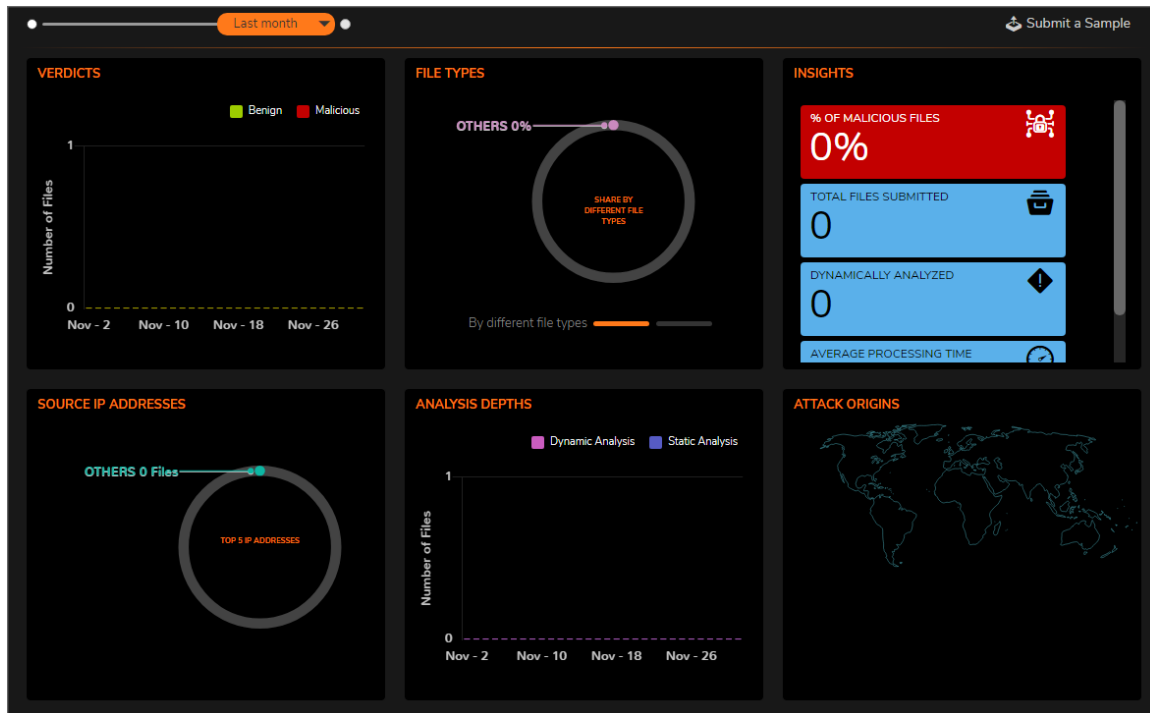 Last month
Submit a Sample
VERDICTS
Benign
Malicious
Number of Files
1
0
Nov - 2
Nov - 10
Nov - 18
Nov - 26
FILE TYPES
OTHERS 0%
SHARE BY
DIFFERENT FILE
TYPES
By different file types
INSIGHTS
% OF MALICIOUS FILES
0%
TOTAL FILES SUBMITTED
0
DYNAMICALLY ANALYZED
0
AVERAGE PROCESSING TIME
SOURCE IP ADDRESSES
OTHERS 0 Files
TOP 5 IP ADDRESSES
ANALYSIS DEPTHS
Dynamic Analysis
Static Analysis
Number of Files
1
0
Nov - 2
Nov - 10
Nov - 18
Nov - 26
ATTACK ORIGINS